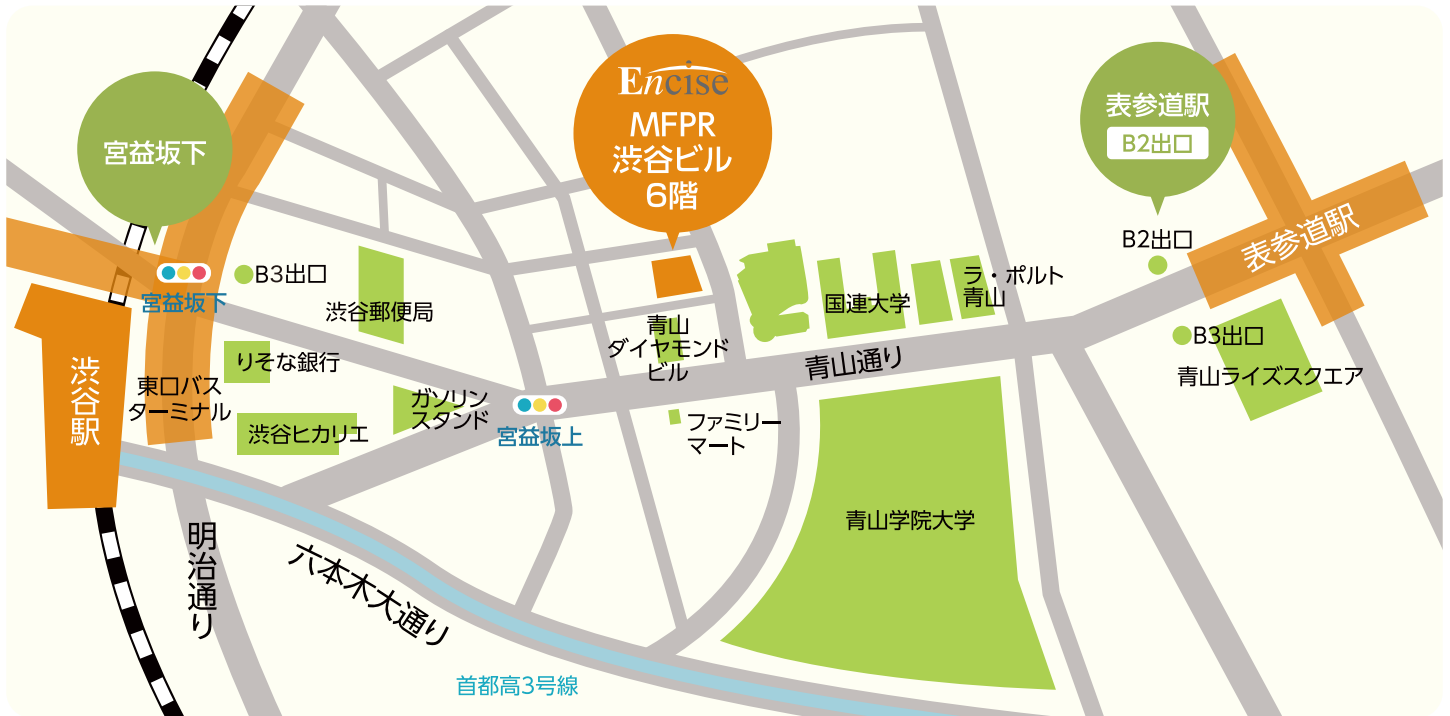 宮益坂下
Encise
MFPR
渋谷ビル
6階
表参道駅
B2出口
B2出口
表参道駅
宮益坂下
B3出口
渋谷郵便局
国連大学
ラ・ポルト
青山
青山
ダイヤモンド
ビル
青山通り
B3出口
青山ライズスクエア
渋谷駅
東口バス
ターミナル
りそな銀行
渋谷ヒカリエ
ガソリン
スタンド
宮益坂上
ファミリー
マート
青山学院大学
明治通り
六本木大通り
首都高3号線